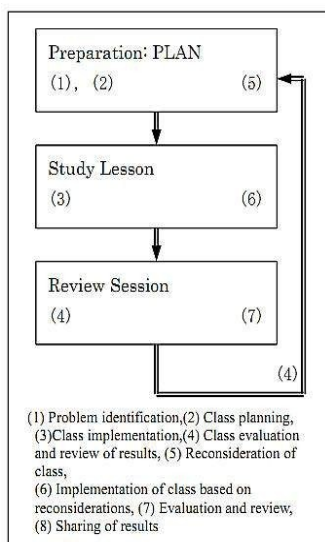 Preparation: PLAN
(1), (2) (5)
Study Lesson
(3) (6)
Review Session
(4) (7)
(4)
(1) Problem identification,(2) Class planning,
(3)Class implementation,(4) Class evaluation
and review of results, (5) Reconsideration of
class,
(6) Implementation of class based on
reconsiderations, (7) Evaluation and review,
(8) Sharing of results